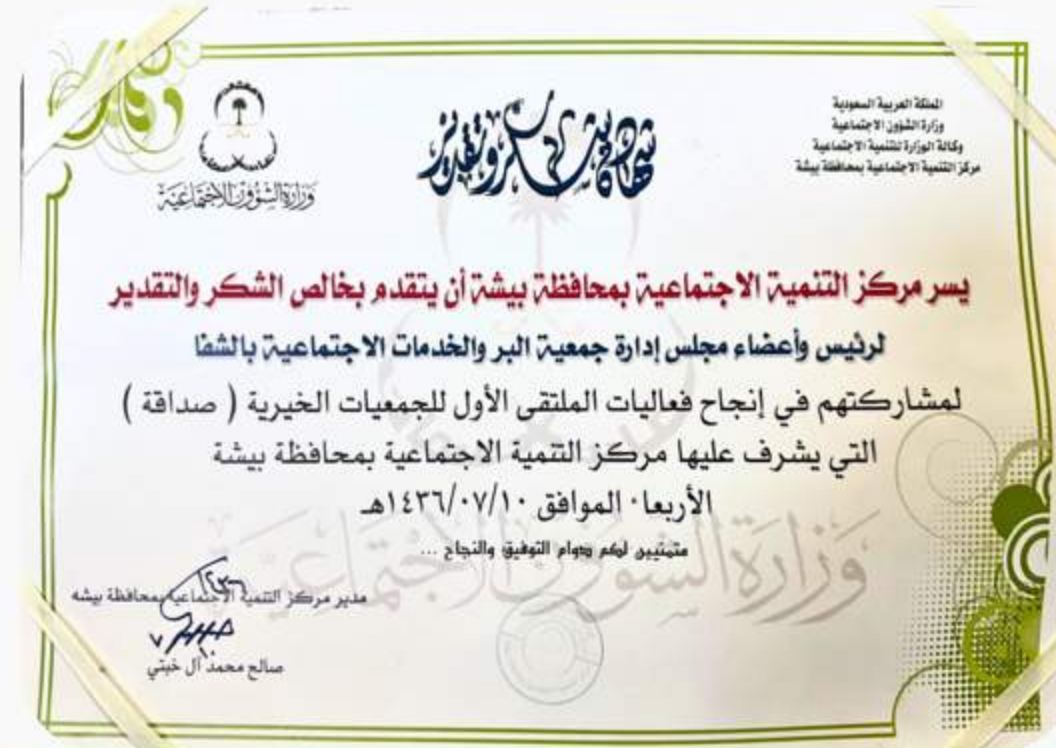 المملكة العربية السعودية
وزارة الشؤون الاجتماعية
وكالة الوزارة للتنمية الاجتماعية
مركز التنمية الاجتماعية بمحافظة بيشة
شهادة شكر وتقدير
وزارة الشؤون الاجتماعية
يسر مركز التنمية الاجتماعية بمحافظة بيشة أن يتقدم بخالص الشكر والتقدير
لرئيس وأعضاء مجلس إدارة جمعية البر والخدمات الاجتماعية بالشفا
لمشاركتهم في إنجاح فعاليات الملتقى الأول للجمعيات الخيرية ( صداقة )
التي يشرف عليها مركز التنمية الاجتماعية بمحافظة بيشة
الأربعاء الموافق ١٤٣٦/٠٧/١٠هـ
متمنيين لكم دوام التوفيق والنجاح ...
وزارة الشؤون الاجتماعية
مدير مركز التنمية الاجتماعية بمحافظة بيشه
صالح محمد آل خبتي